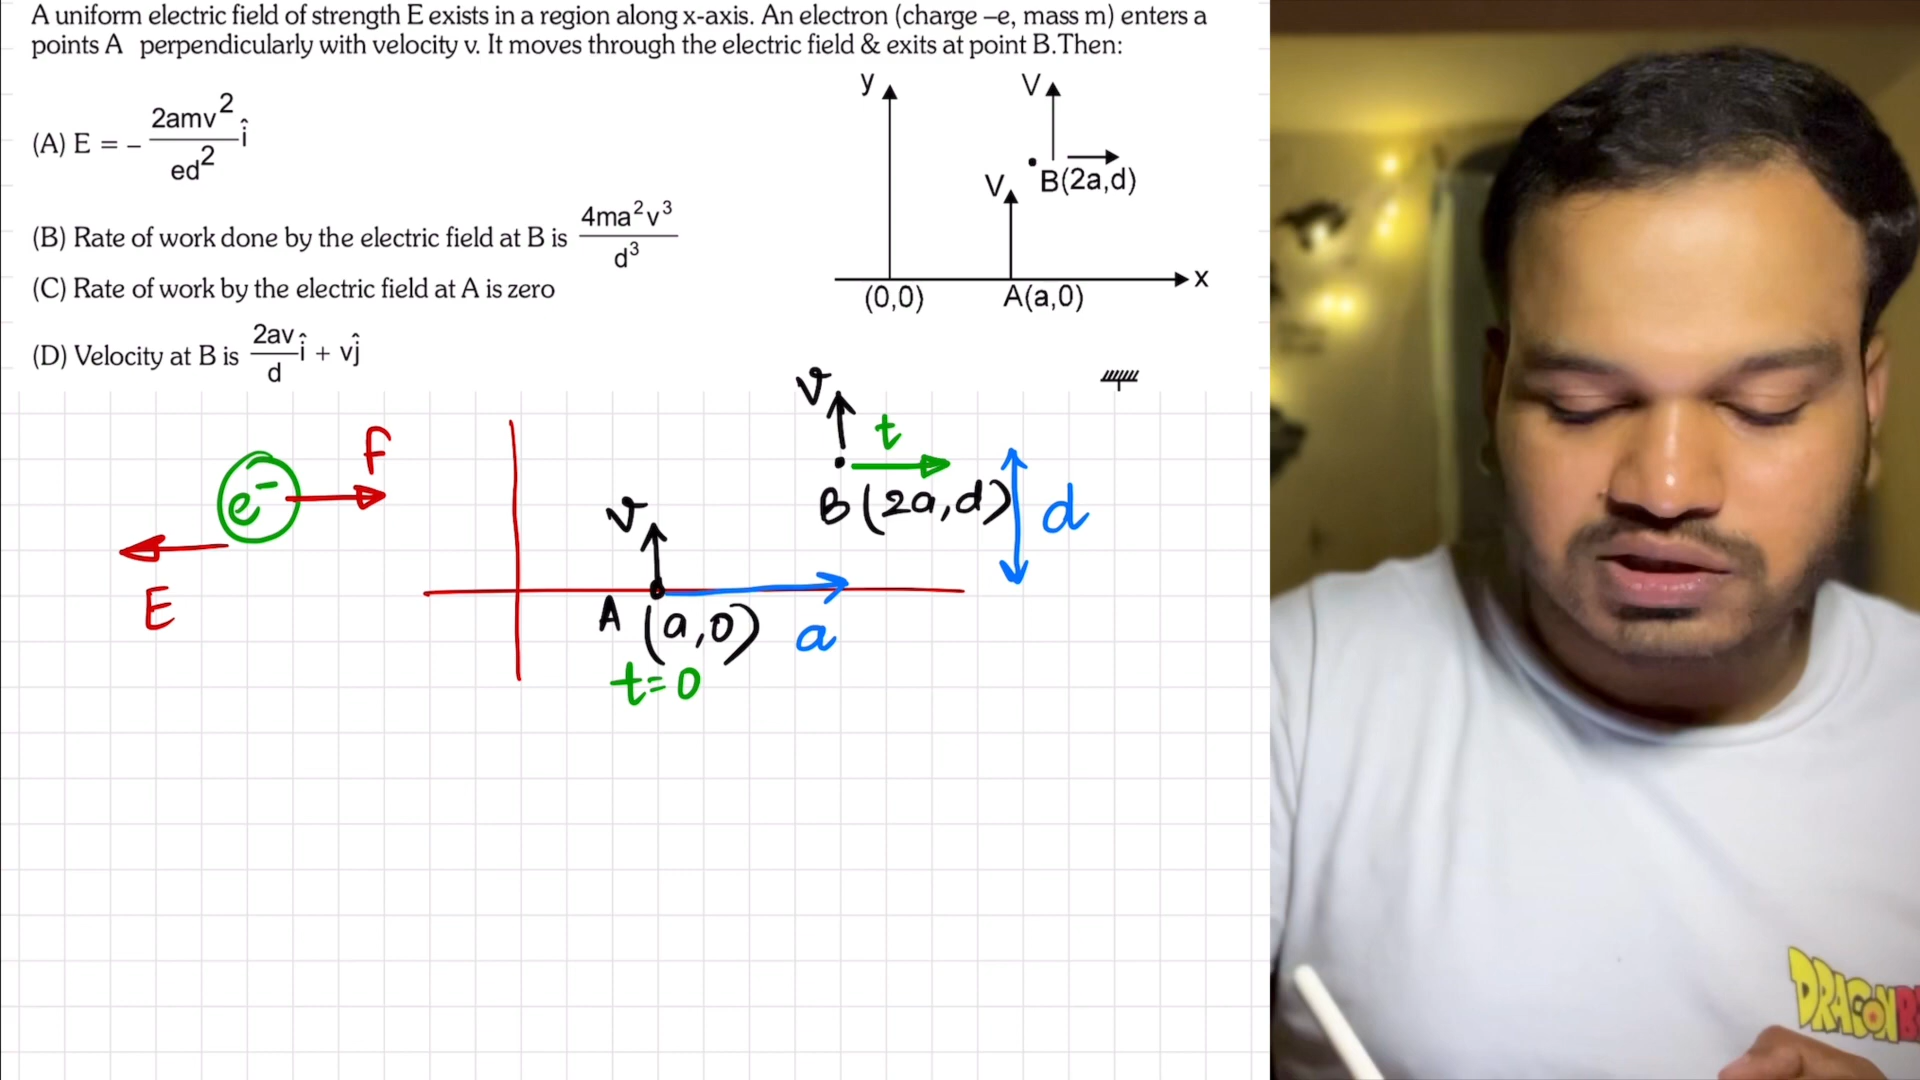 A uniform electric field of strength E exists in a region along x-axis. An electron (charge –e, mass m) enters a
points A perpendicularly with velocity v. It moves through the electric field & exits at point B.Then:
(A) E = – 2amv² / ed² î
(B) Rate of work done by the electric field at B is 4ma²v³ / d³
(C) Rate of work by the electric field at A is zero
(D) Velocity at B is 2av / d î + vĵ
y
V
B(2a,d)
V
x
(0,0)
A(a,0)
e⁻
F
E
v
t
B (2a,d)
d
v
A (a,0)
a
t=0
DRAGON